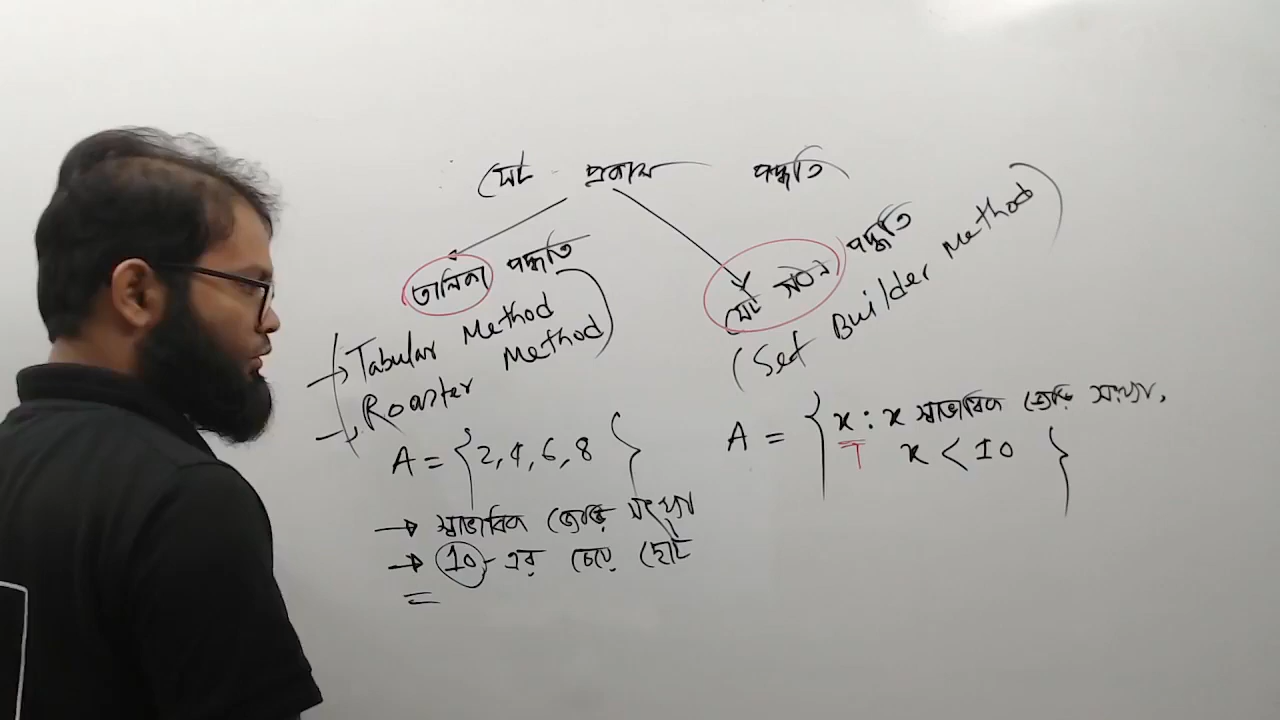 সেট প্রকাশ পদ্ধতি
তালিকা পদ্ধতি
Tabular Method
Roaster Method
A = {2, 4, 6, 8}
→ স্বাভাবিক জোড় সংখ্যা
→ 10-এর চেয়ে ছোট
সেট গঠন পদ্ধতি
(Set Builder Method)
A = {x : x স্বাভাবিক জোড় সংখ্যা,
x < 10}